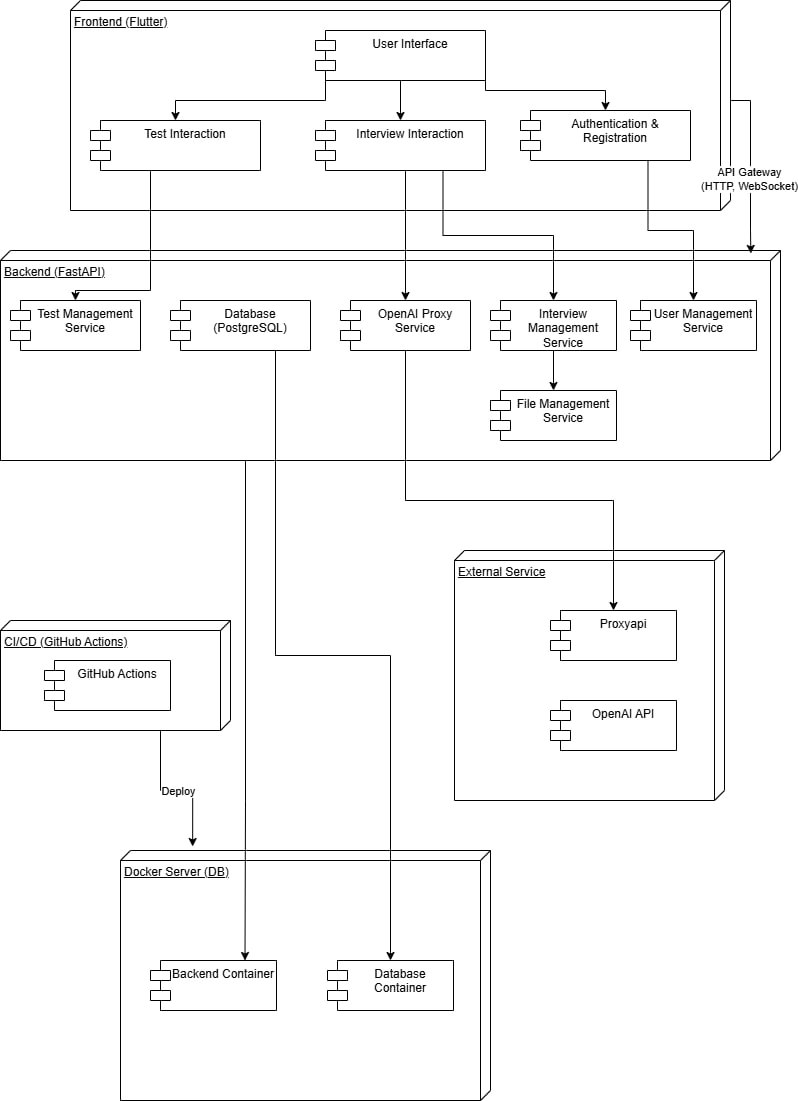 Frontend (Flutter)
User Interface
Test Interaction
Interview Interaction
Authentication &
Registration
API Gateway
(HTTP, WebSocket)
Backend (FastAPI)
Test Management
Service
Database
(PostgreSQL)
OpenAI Proxy
Service
Interview
Management
Service
User Management
Service
File Management
Service
External Service
Proxyapi
OpenAI API
CI/CD (GitHub Actions)
GitHub Actions
Deploy
Docker Server (DB)
Backend Container
Database
Container